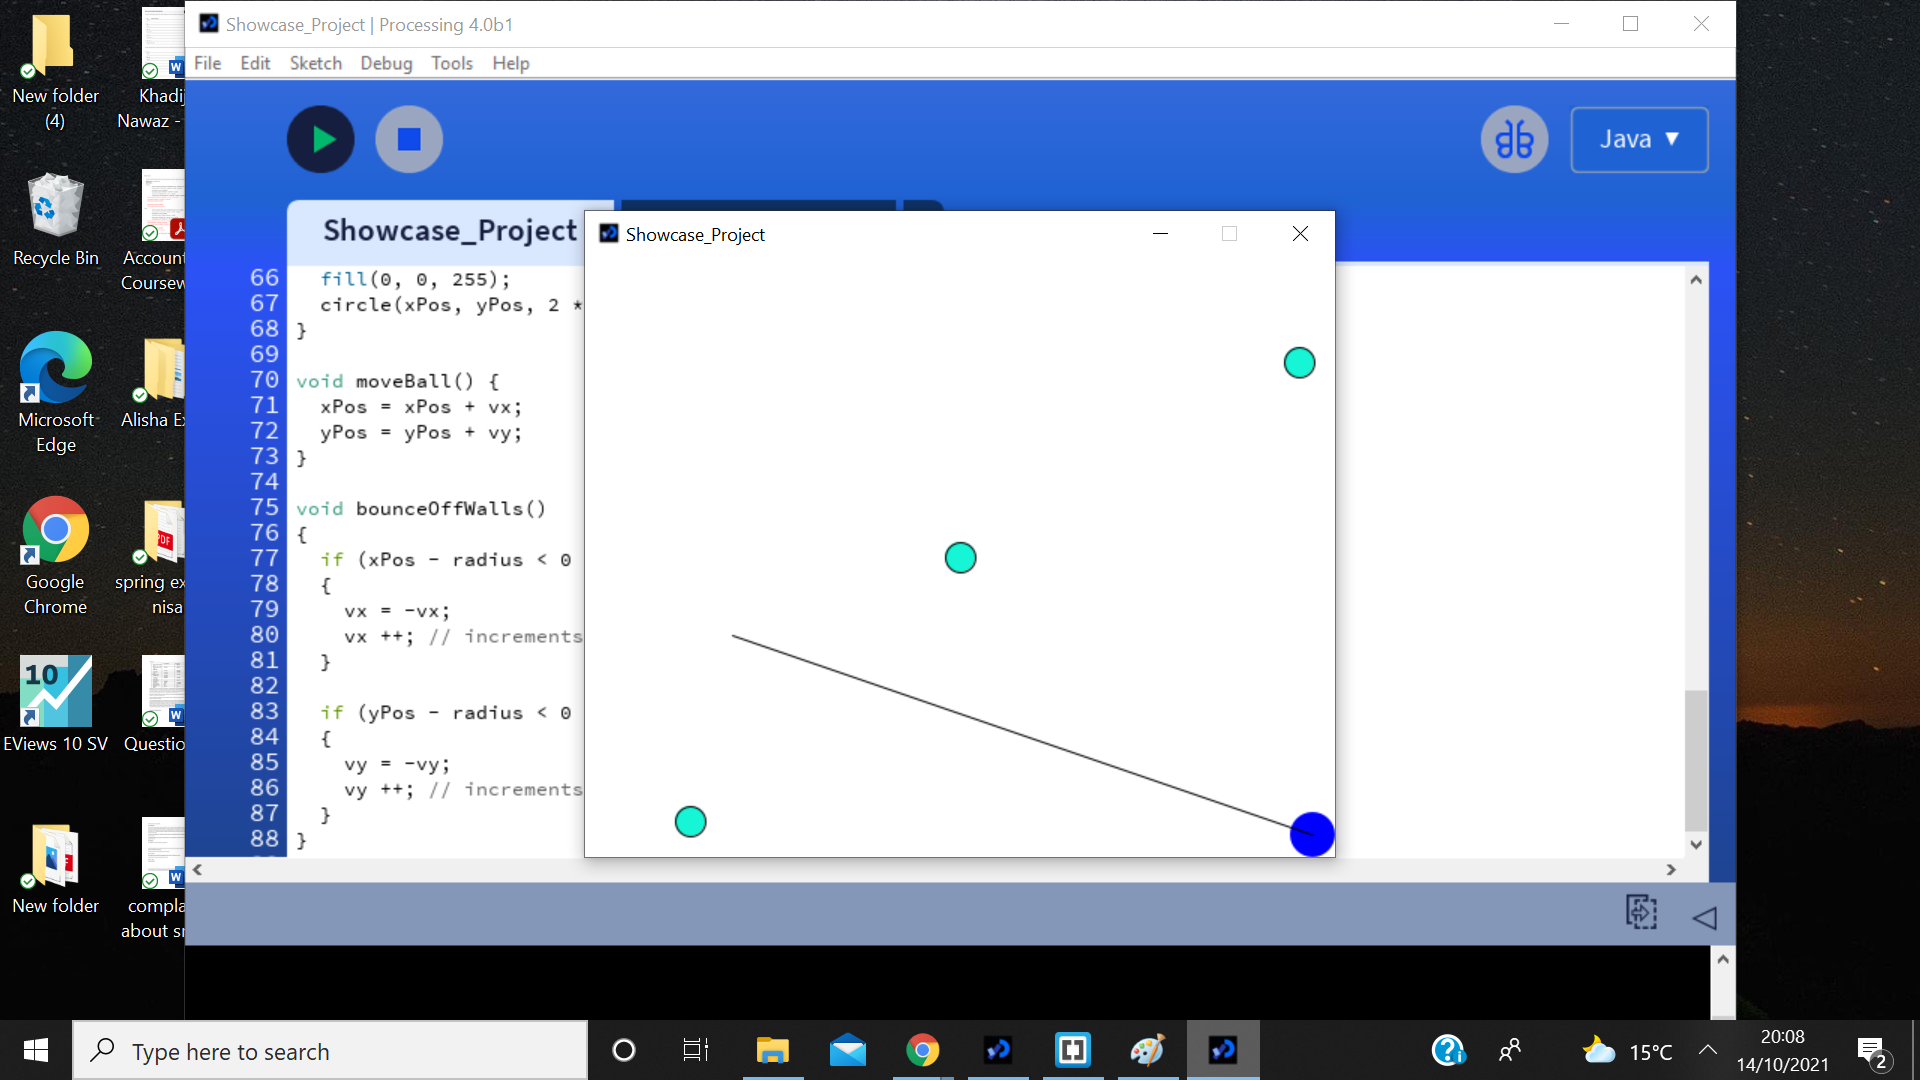 Showcase_Project | Processing 4.0b1
File Edit Sketch Debug Tools Help
Java ▼
Showcase_Project
Showcase_Project
66 fill(0, 0, 255);
67 circle(xPos, yPos, 2 *
68 }
69
70 void moveBall() {
71 xPos = xPos + vx;
72 yPos = yPos + vy;
73 }
74
75 void bounceOffWalls()
76 {
77 if (xPos - radius < 0
78 {
79 vx = -vx;
80 vx ++; // increments
81 }
82
83 if (yPos - radius < 0
84 {
85 vy = -vy;
86 vy ++; // increments
87 }
88 }
New folder
(4)
Khadij
Nawaz -
Recycle Bin
Account
Coursew
Microsoft
Edge
Alisha Ex
Google
Chrome
spring ex
nisa
10
EViews 10 SV
Questio
New folder
compla
about sr
PDF
Type here to search
15°C
20:08
14/10/2021
2